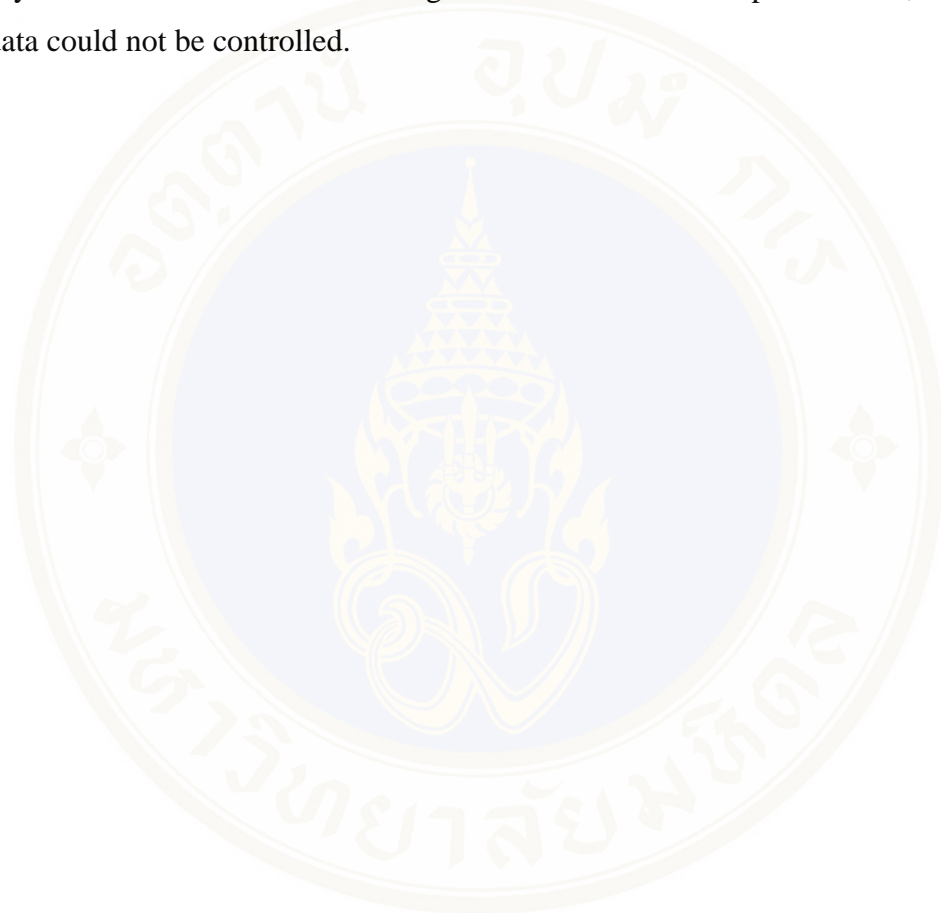 data could not be controlled.
อตฺตานํ อุปมํ กเร
มหาวิทยาลัยมหิดล